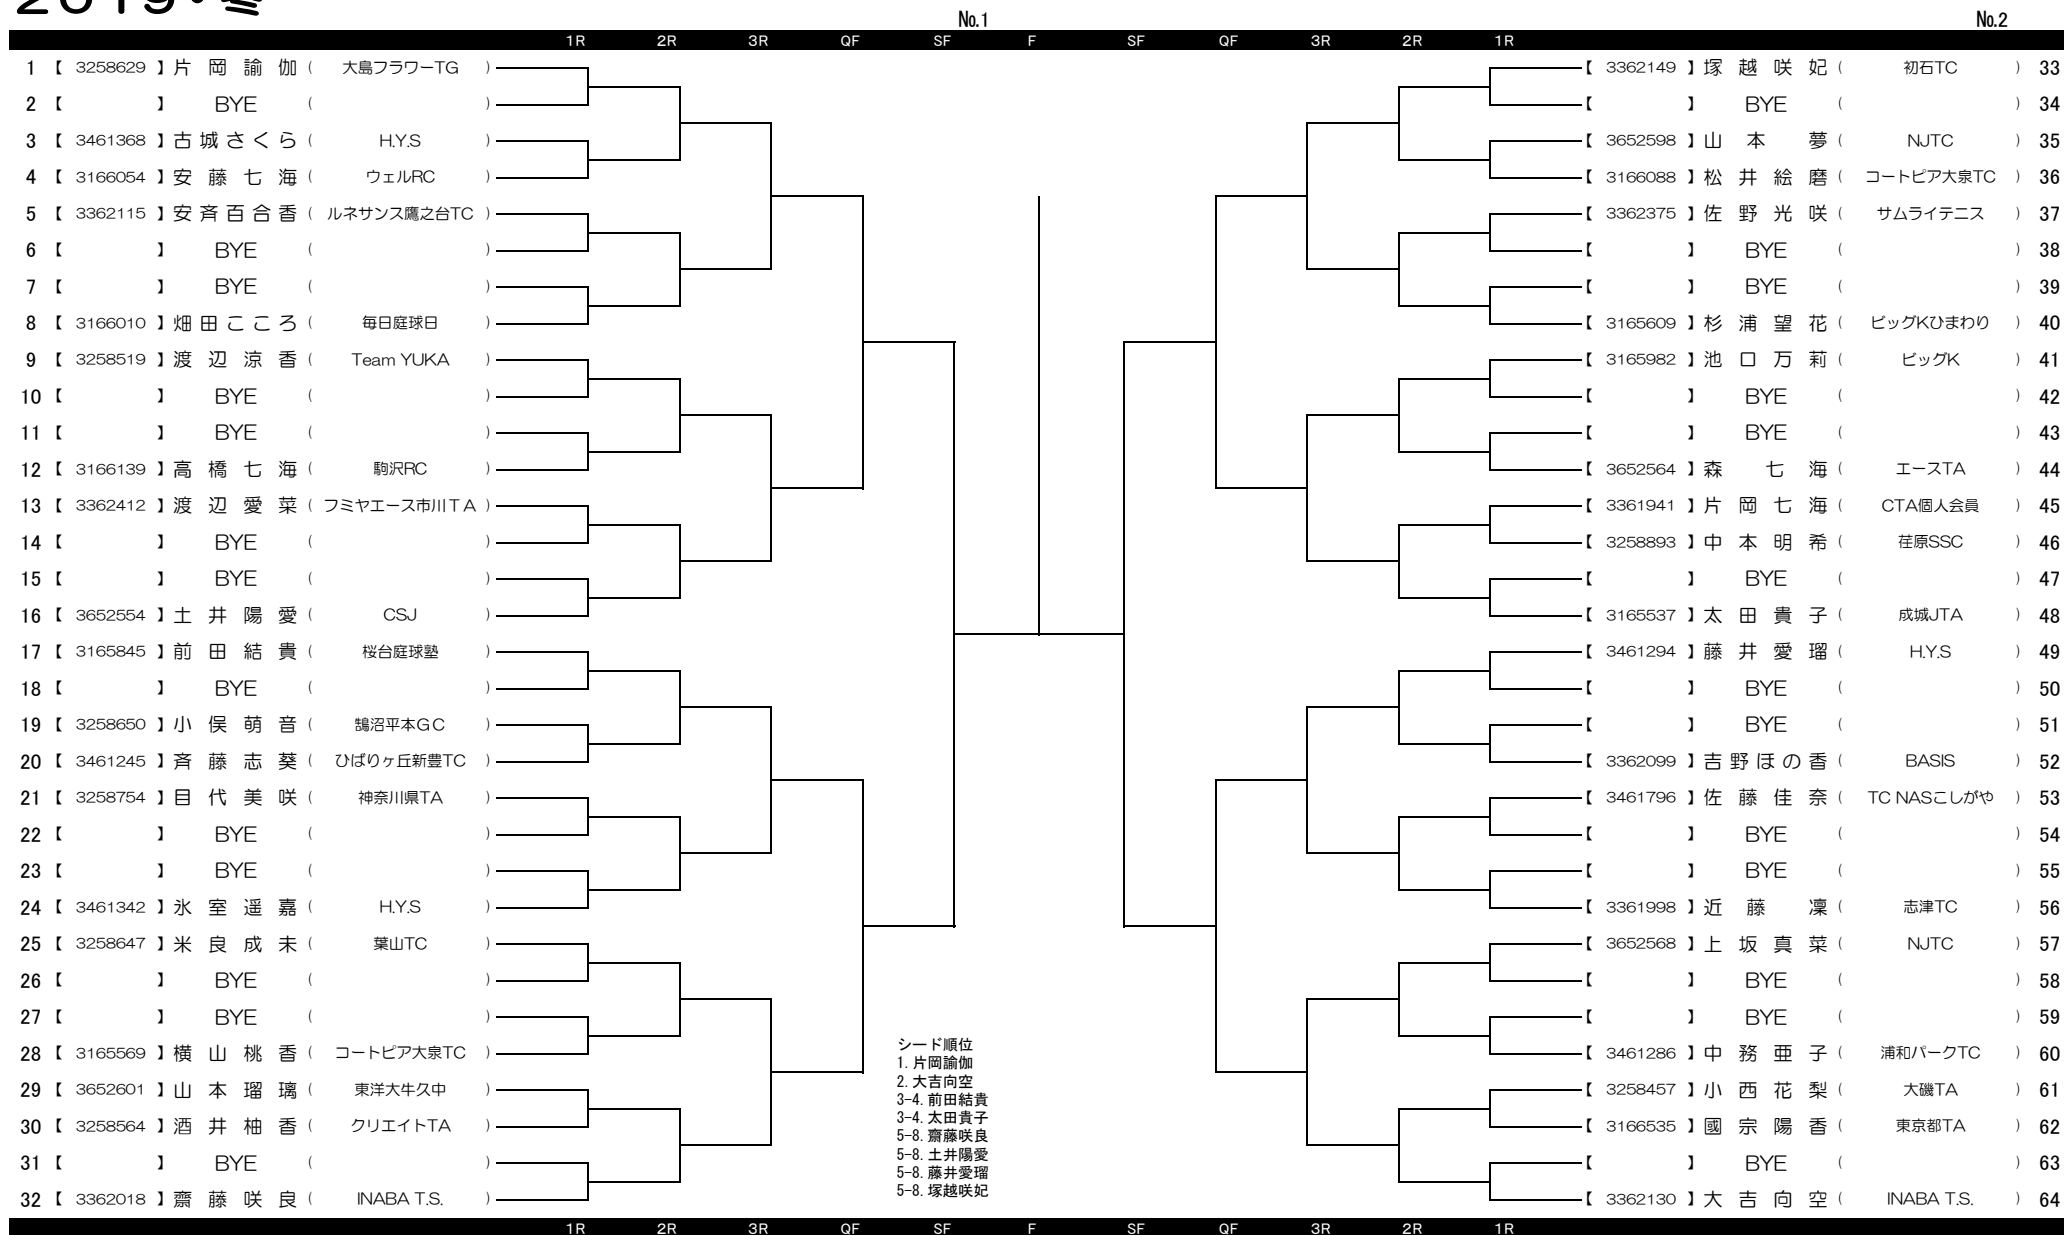 2019・冬
No.1
No.2
1R 2R 3R QF SF F SF QF 3R 2R 1R
1 【 3258629 】 片岡諭伽 ( 大島フラワーTG )
2 【 】 BYE ( )
3 【 3461368 】 古城さくら ( H.Y.S )
4 【 3166054 】 安藤七海 ( ウェルRC )
5 【 3362115 】 安斉百合香 ( ルネサンス鷹之台TC )
6 【 】 BYE ( )
7 【 】 BYE ( )
8 【 3166010 】 畑田こころ ( 毎日庭球日 )
9 【 3258519 】 渡辺涼香 ( Team YUKA )
10 【 】 BYE ( )
11 【 】 BYE ( )
12 【 3166139 】 高橋七海 ( 駒沢RC )
13 【 3362412 】 渡辺愛菜 ( フミヤエース市川TA )
14 【 】 BYE ( )
15 【 】 BYE ( )
16 【 3652554 】 土井陽愛 ( CSJ )
17 【 3165845 】 前田結貴 ( 桜台庭球塾 )
18 【 】 BYE ( )
19 【 3258650 】 小俣萌音 ( 鵠沼平本GC )
20 【 3461245 】 斉藤志葵 ( ひばりヶ丘新豊TC )
21 【 3258754 】 目代美咲 ( 神奈川県TA )
22 【 】 BYE ( )
23 【 】 BYE ( )
24 【 3461342 】 氷室遥嘉 ( H.Y.S )
25 【 3258647 】 米良成未 ( 葉山TC )
26 【 】 BYE ( )
27 【 】 BYE ( )
28 【 3165569 】 横山桃香 ( コートピア大泉TC )
29 【 3652601 】 山本瑠璃 ( 東洋大牛久中 )
30 【 3258564 】 酒井柚香 ( クリエイトTA )
31 【 】 BYE ( )
32 【 3362018 】 齋藤咲良 ( INABA T.S. )
シード順位
1. 片岡諭伽
2. 大吉向空
3-4. 前田結貴
3-4. 太田貴子
5-8. 齋藤咲良
5-8. 土井陽愛
5-8. 藤井愛瑠
5-8. 塚越咲妃
【 3362149 】 塚越咲妃 ( 初石TC ) 33
【 】 BYE ( ) 34
【 3652598 】 山本夢 ( NJTC ) 35
【 3166088 】 松井絵磨 ( コートピア大泉TC ) 36
【 3362375 】 佐野光咲 ( サムライテニス ) 37
【 】 BYE ( ) 38
【 】 BYE ( ) 39
【 3165609 】 杉浦望花 ( ビッグKひまわり ) 40
【 3165982 】 池口万莉 ( ビッグK ) 41
【 】 BYE ( ) 42
【 】 BYE ( ) 43
【 3652564 】 森七海 ( エースTA ) 44
【 3361941 】 片岡七海 ( CTA個人会員 ) 45
【 3258893 】 中本明希 ( 荏原SSC ) 46
【 】 BYE ( ) 47
【 3165537 】 太田貴子 ( 成城JTA ) 48
【 3461294 】 藤井愛瑠 ( H.Y.S ) 49
【 】 BYE ( ) 50
【 】 BYE ( ) 51
【 3362099 】 吉野ほの香 ( BASIS ) 52
【 3461796 】 佐藤佳奈 ( TC NASこしがや ) 53
【 】 BYE ( ) 54
【 】 BYE ( ) 55
【 3361998 】 近藤凜 ( 志津TC ) 56
【 3652568 】 上坂真菜 ( NJTC ) 57
【 】 BYE ( ) 58
【 】 BYE ( ) 59
【 3461286 】 中務亜子 ( 浦和パークTC ) 60
【 3258457 】 小西花梨 ( 大磯TA ) 61
【 3166535 】 國宗陽香 ( 東京都TA ) 62
【 】 BYE ( ) 63
【 3362130 】 大吉向空 ( INABA T.S. ) 64
1R 2R 3R QF SF F SF QF 3R 2R 1R